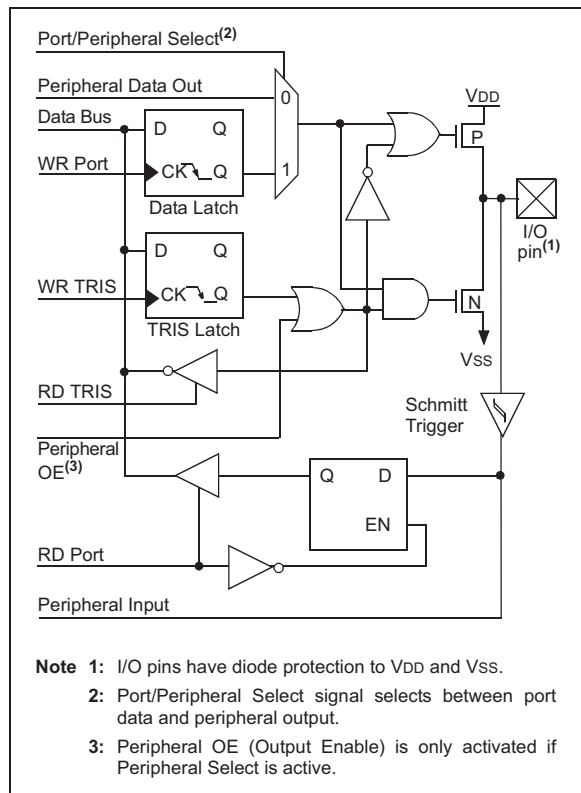 Port/Peripheral Select(2)
Peripheral Data Out
Data Bus
WR Port
D Q
CK Q
Data Latch
0
1
VDD
P
I/O
pin(1)
WR TRIS
D Q
CK Q
TRIS Latch
N
VSS
RD TRIS
Schmitt
Trigger
Peripheral
OE(3)
Q D
EN
RD Port
Peripheral Input
Note 1: I/O pins have diode protection to VDD and VSS.
2: Port/Peripheral Select signal selects between port
data and peripheral output.
3: Peripheral OE (Output Enable) is only activated if
Peripheral Select is active.